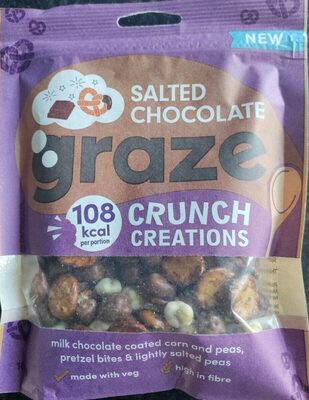 NEW
SALTED
CHOCOLATE
graze
108
kcal
per portion
CRUNCH
CREATIONS
milk chocolate coated corn and peas,
pretzel bites & lightly salted peas
made with veg
high in fibre